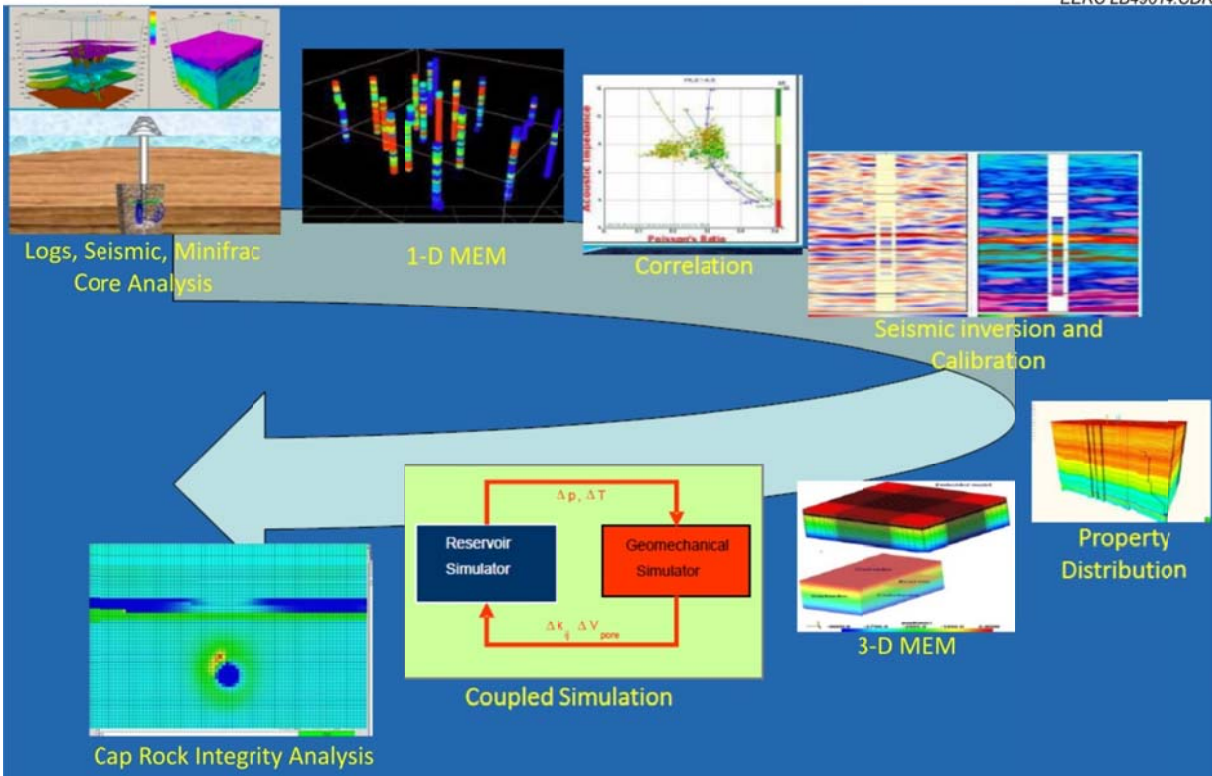 Logs, Seismic, Minifrac
Core Analysis
1-D MEM
Acoustic Impedance
Poisson's Ratio
Correlation
Seismic inversion and
Calibration
Property
Distribution
3-D MEM
Δp, ΔT
Reservoir
Simulator
Geomechanical
Simulator
Δk ij ΔV pore
Coupled Simulation
Cap Rock Integrity Analysis